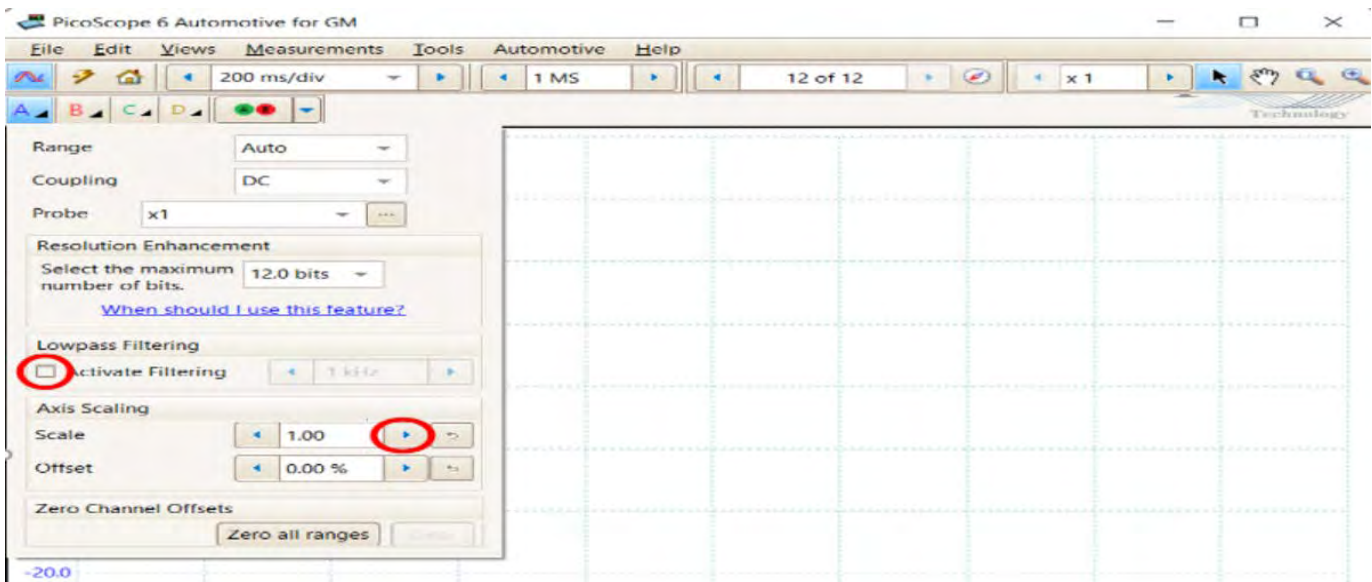 PicoScope 6 Automotive for GM
File Edit Views Measurements Tools Automotive Help
200 ms/div 1 MS 12 of 12 x 1
A B C D
Technology
Range Auto
Coupling DC
Probe x1 ...
Resolution Enhancement
Select the maximum number of bits. 12.0 bits
When should I use this feature?
Lowpass Filtering
Activate Filtering 1 kHz
Axis Scaling
Scale 1.00
Offset 0.00 %
Zero Channel Offsets
Zero all ranges
-20.0